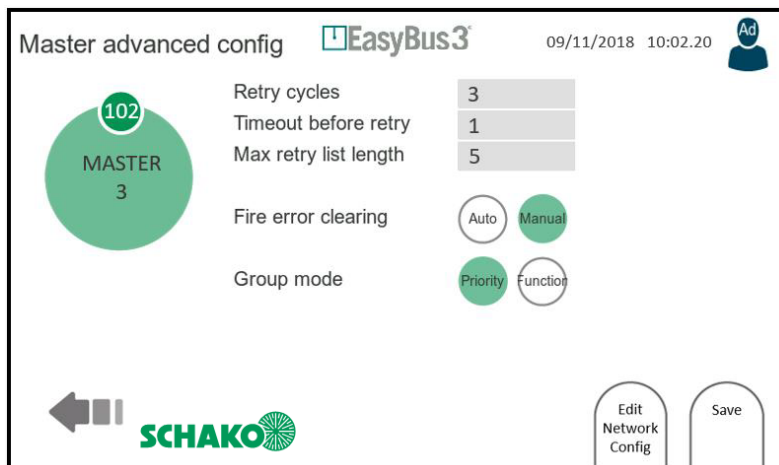 Master advanced config
EasyBus3
09/11/2018 10:02.20
Ad
102
MASTER
3
Retry cycles 3
Timeout before retry 1
Max retry list length 5
Fire error clearing Auto Manual
Group mode Priority Function
SCHAKO
Edit
Network
Config
Save